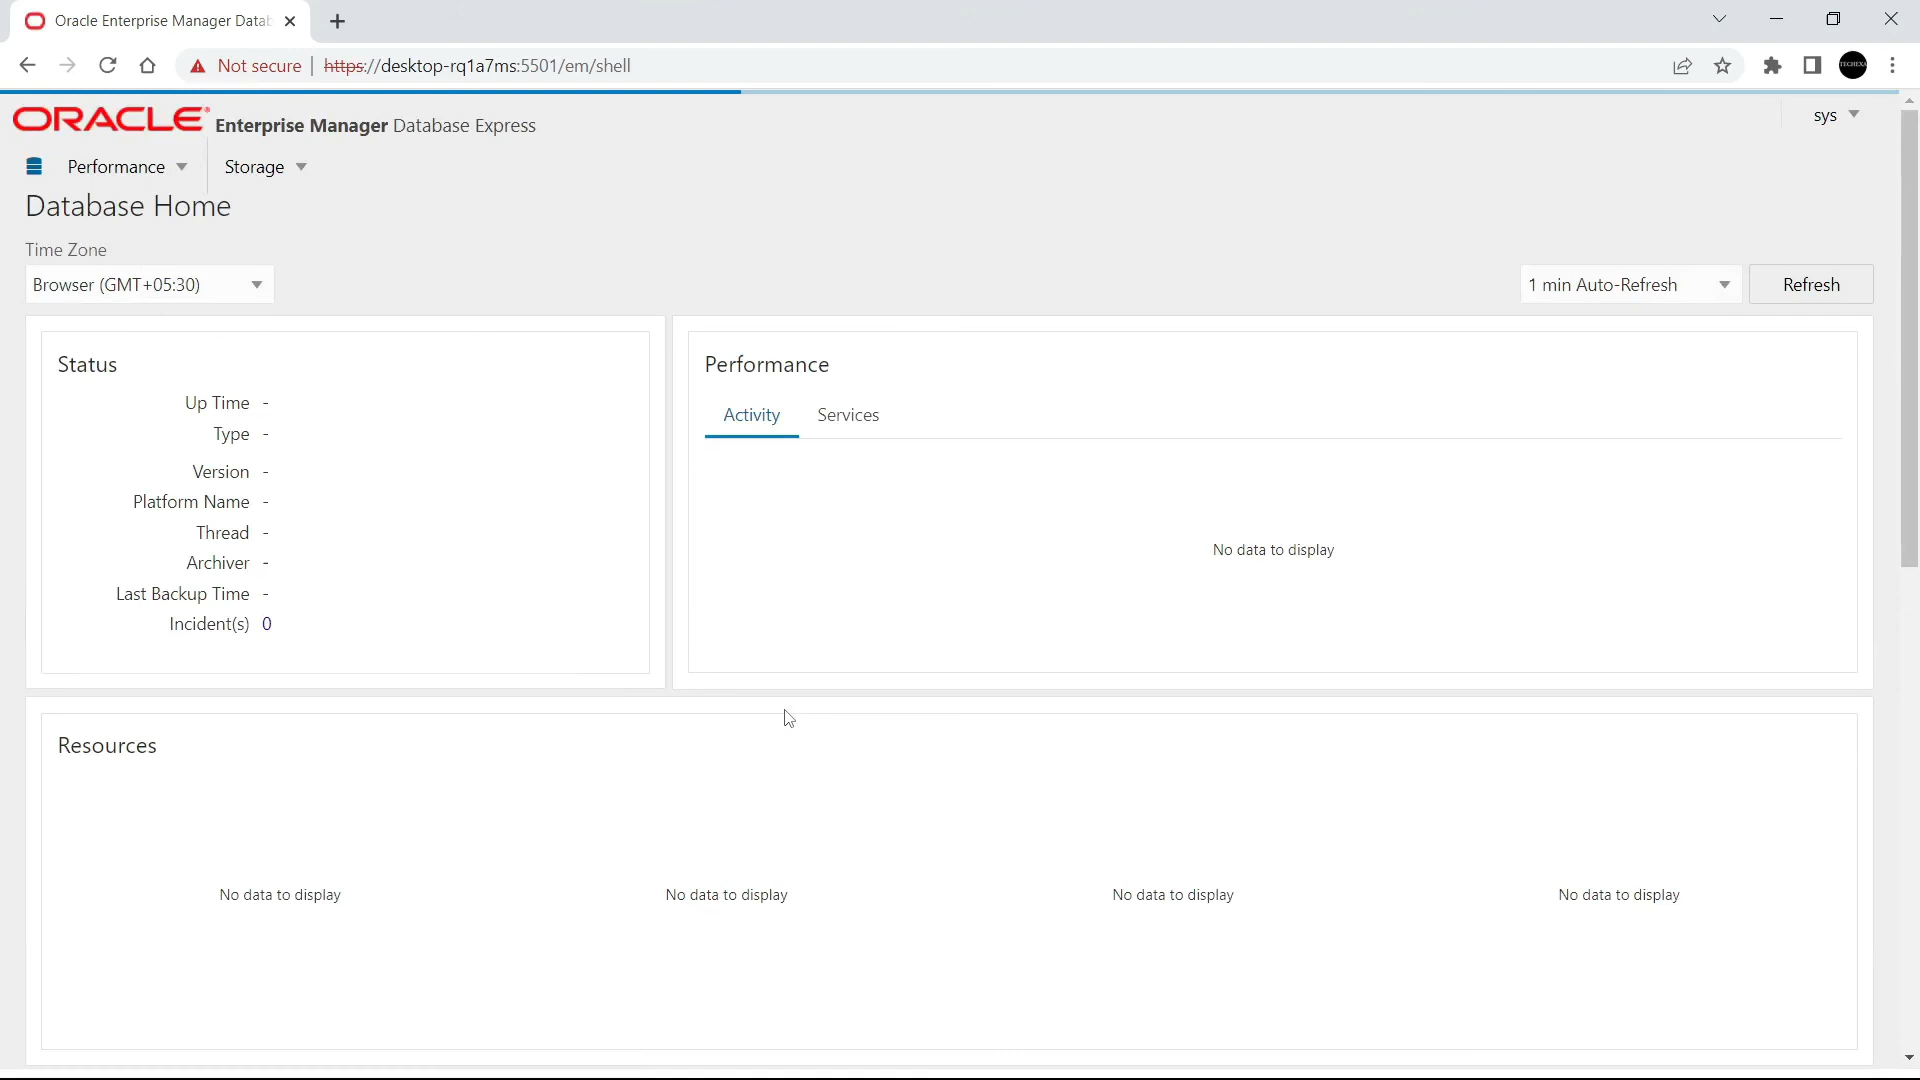 Oracle Enterprise Manager Datab
Not secure
https://desktop-rq1a7ms:5501/em/shell
TECHEXA
ORACLE Enterprise Manager Database Express
sys
Performance
Storage
Database Home
Time Zone
Browser (GMT+05:30)
1 min Auto-Refresh
Refresh
Status
Up Time -
Type -
Version -
Platform Name -
Thread -
Archiver -
Last Backup Time -
Incident(s) 0
Performance
Activity
Services
No data to display
Resources
No data to display
No data to display
No data to display
No data to display